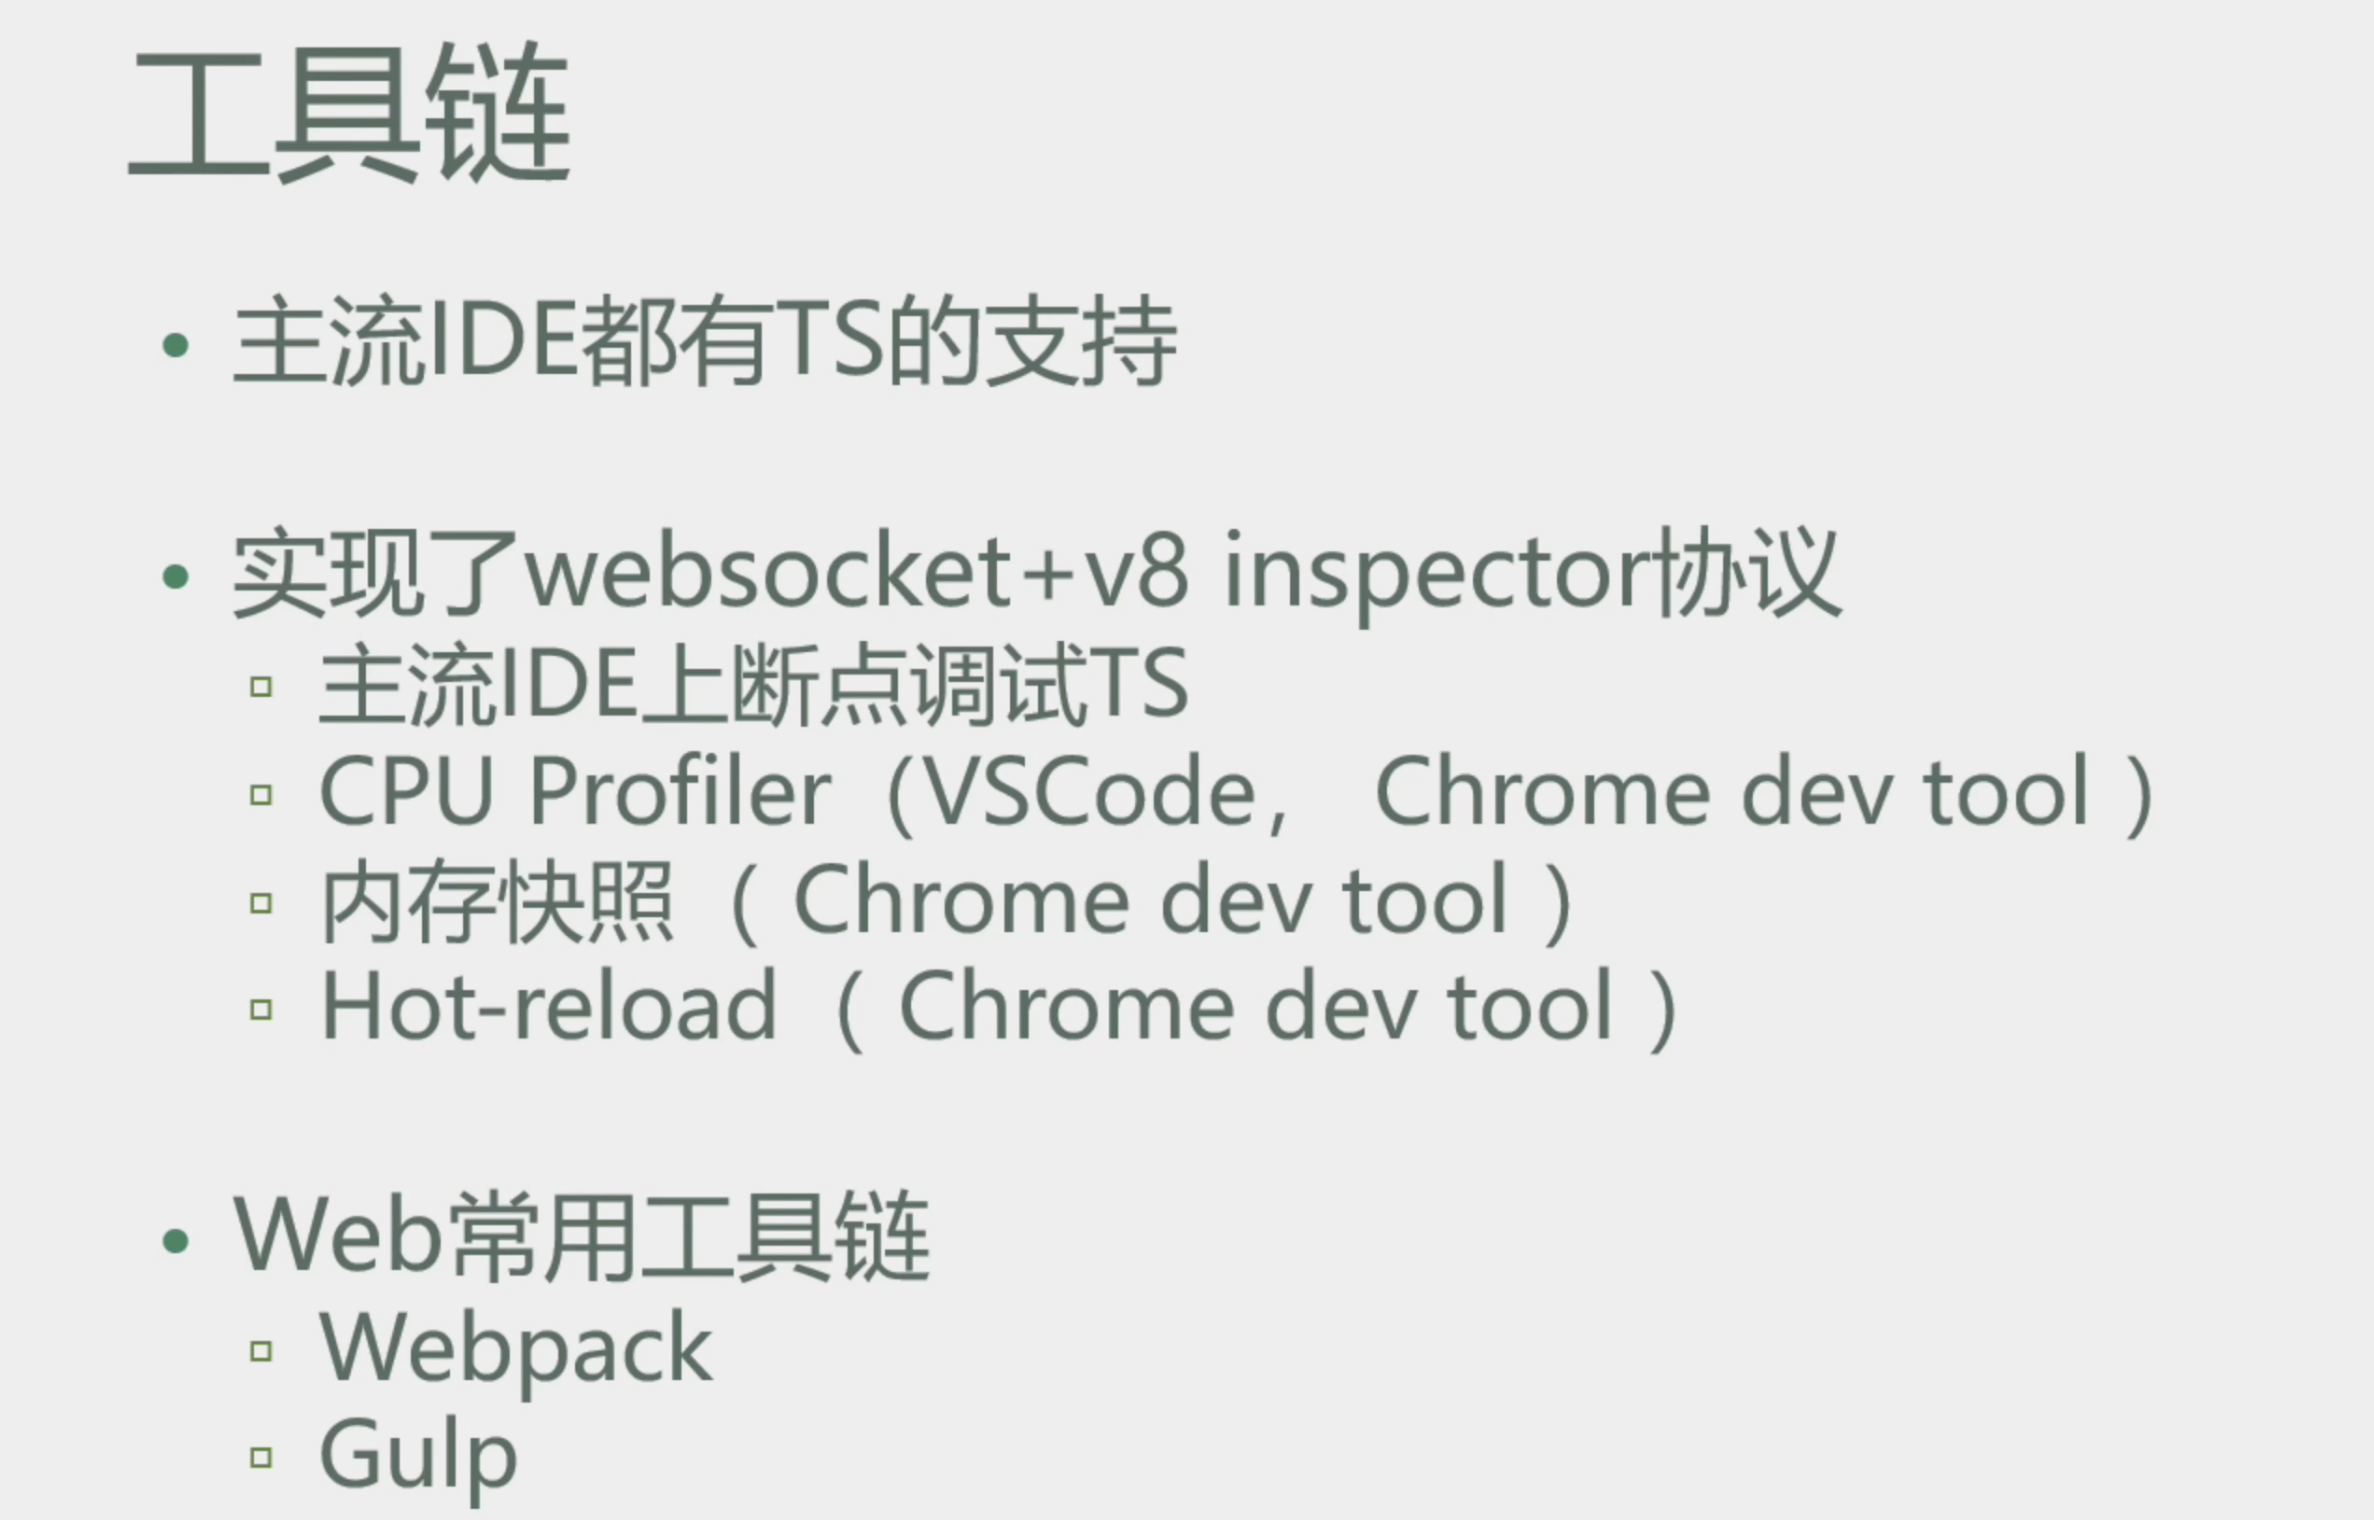 工具链
主流IDE都有TS的支持
实现了websocket+v8 inspector协议
主流IDE上断点调试TS
CPU Profiler（VSCode， Chrome dev tool ）
内存快照（ Chrome dev tool ）
Hot-reload（ Chrome dev tool ）
Web常用工具链
Webpack
Gulp